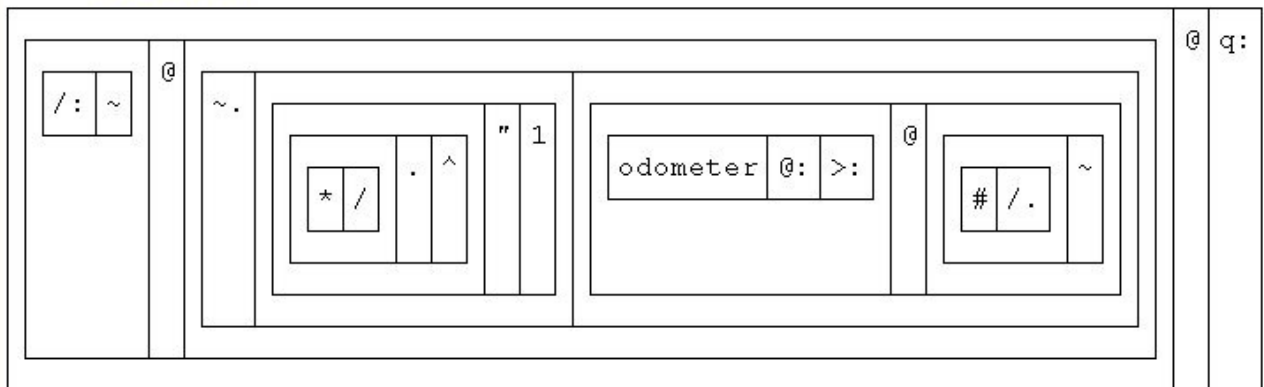 @ q:
@
/: ~ ~. " 1 @
. ^ odometer @: >: ~
* / # /.